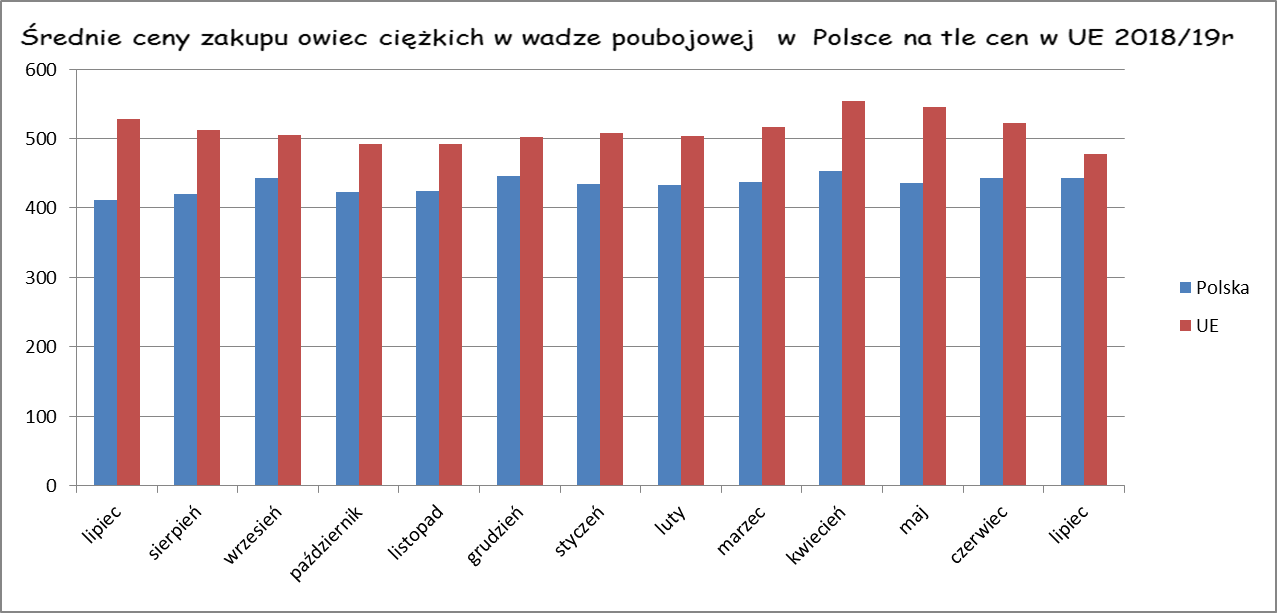 Średnie ceny zakupu owiec ciężkich w wadze poubojowej w Polsce na tle cen w UE 2018/19r
600
500
400
300
200
100
0
lipiec
sierpień
wrzesień
październik
listopad
grudzień
styczeń
luty
marzec
kwiecień
maj
czerwiec
lipiec
Polska
UE